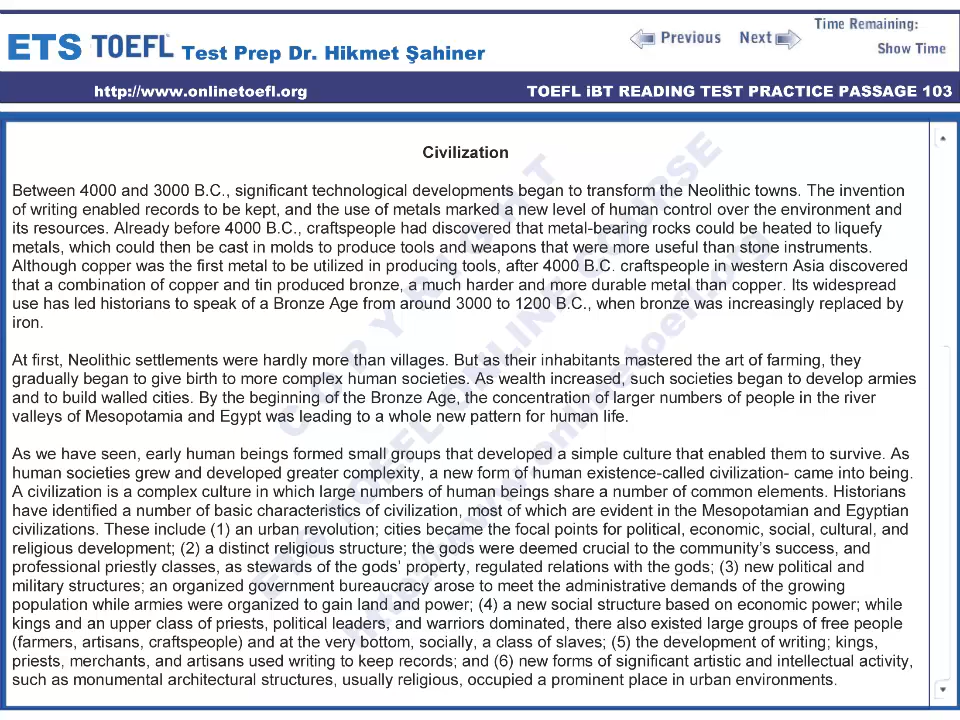 ETS TOEFL Test Prep Dr. Hikmet Şahiner
Previous Next
Time Remaining:
Show Time
http://www.onlinetoefl.org
TOEFL iBT READING TEST PRACTICE PASSAGE 103
Civilization
Between 4000 and 3000 B.C., significant technological developments began to transform the Neolithic towns. The invention
of writing enabled records to be kept, and the use of metals marked a new level of human control over the environment and
its resources. Already before 4000 B.C., craftspeople had discovered that metal-bearing rocks could be heated to liquefy
metals, which could then be cast in molds to produce tools and weapons that were more useful than stone instruments.
Although copper was the first metal to be utilized in producing tools, after 4000 B.C. craftspeople in western Asia discovered
that a combination of copper and tin produced bronze, a much harder and more durable metal than copper. Its widespread
use has led historians to speak of a Bronze Age from around 3000 to 1200 B.C., when bronze was increasingly replaced by
iron.
At first, Neolithic settlements were hardly more than villages. But as their inhabitants mastered the art of farming, they
gradually began to give birth to more complex human societies. As wealth increased, such societies began to develop armies
and to build walled cities. By the beginning of the Bronze Age, the concentration of larger numbers of people in the river
valleys of Mesopotamia and Egypt was leading to a whole new pattern for human life.
As we have seen, early human beings formed small groups that developed a simple culture that enabled them to survive. As
human societies grew and developed greater complexity, a new form of human existence-called civilization- came into being.
A civilization is a complex culture in which large numbers of human beings share a number of common elements. Historians
have identified a number of basic characteristics of civilization, most of which are evident in the Mesopotamian and Egyptian
civilizations. These include (1) an urban revolution; cities became the focal points for political, economic, social, cultural, and
religious development; (2) a distinct religious structure; the gods were deemed crucial to the community's success, and
professional priestly classes, as stewards of the gods' property, regulated relations with the gods; (3) new political and
military structures; an organized government bureaucracy arose to meet the administrative demands of the growing
population while armies were organized to gain land and power; (4) a new social structure based on economic power; while
kings and an upper class of priests, political leaders, and warriors dominated, there also existed large groups of free people
(farmers, artisans, craftspeople) and at the very bottom, socially, a class of slaves; (5) the development of writing; kings,
priests, merchants, and artisans used writing to keep records; and (6) new forms of significant artistic and intellectual activity,
such as monumental architectural structures, usually religious, occupied a prominent place in urban environments.
COPYRIGHT
ETS TOEFL ONLINE COURSE